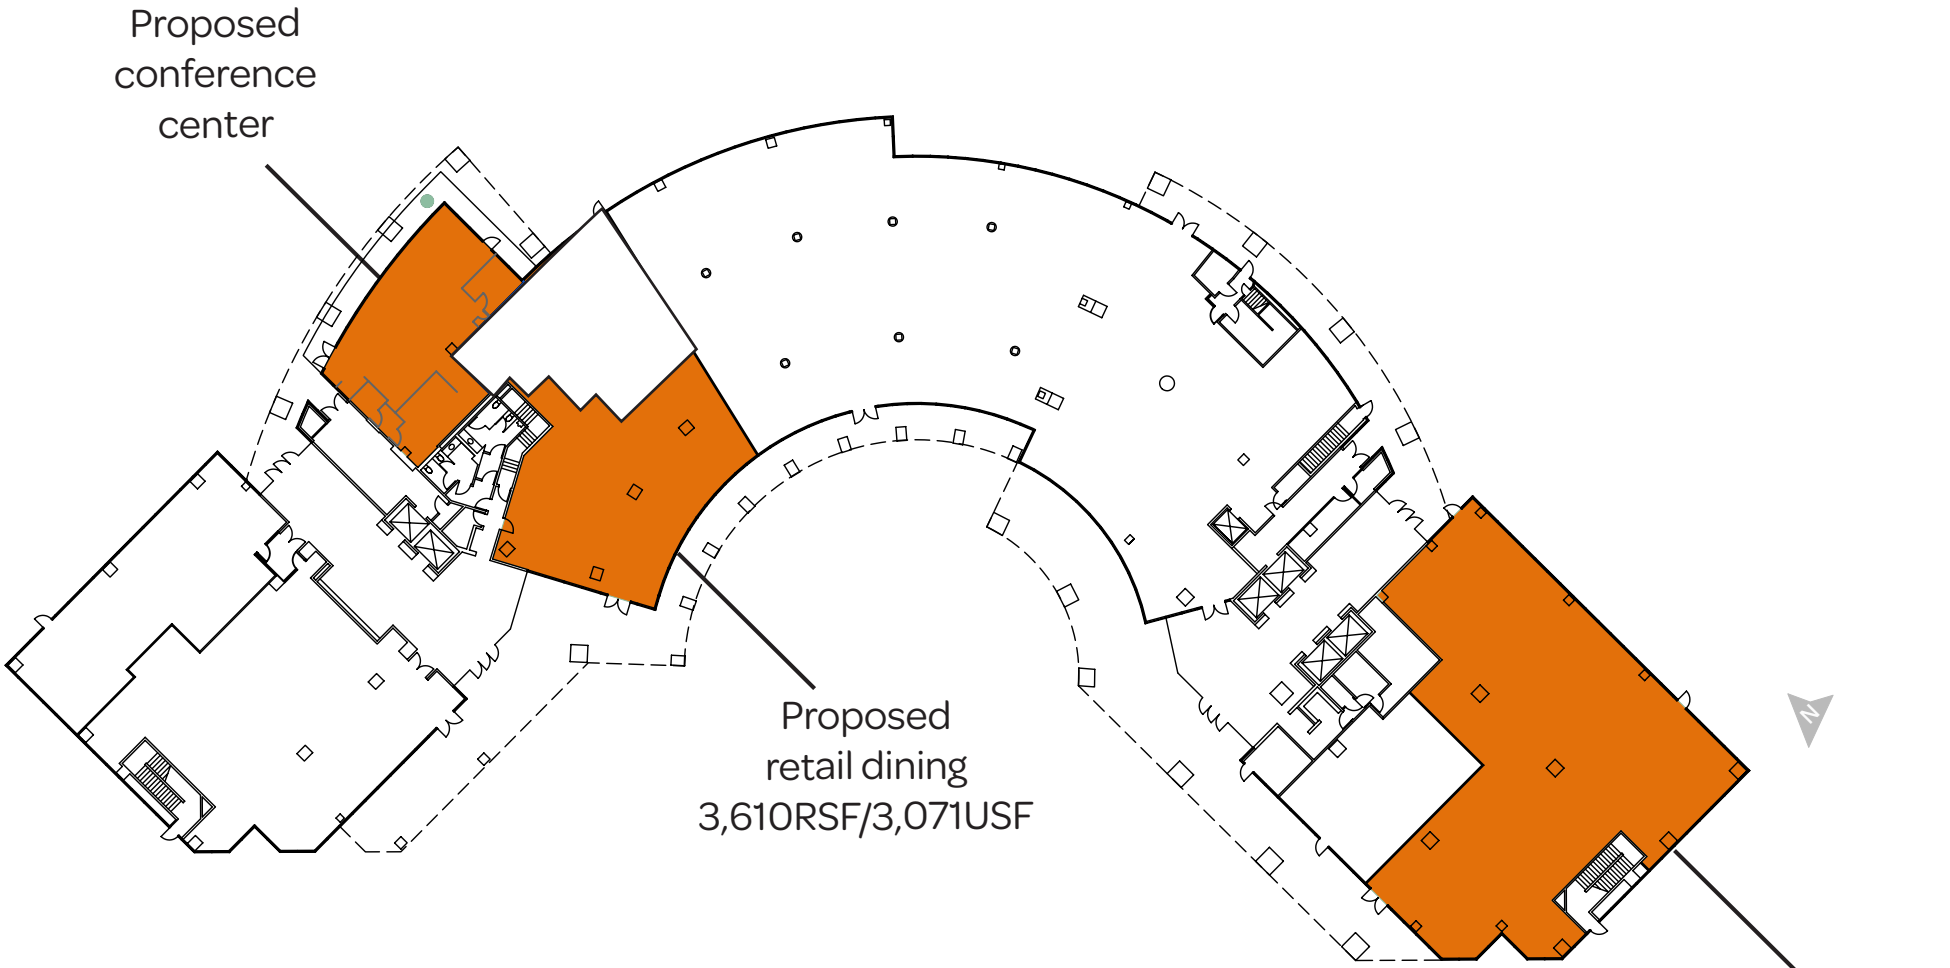 Proposed
conference
center
Proposed
retail dining
3,610RSF/3,071USF
N